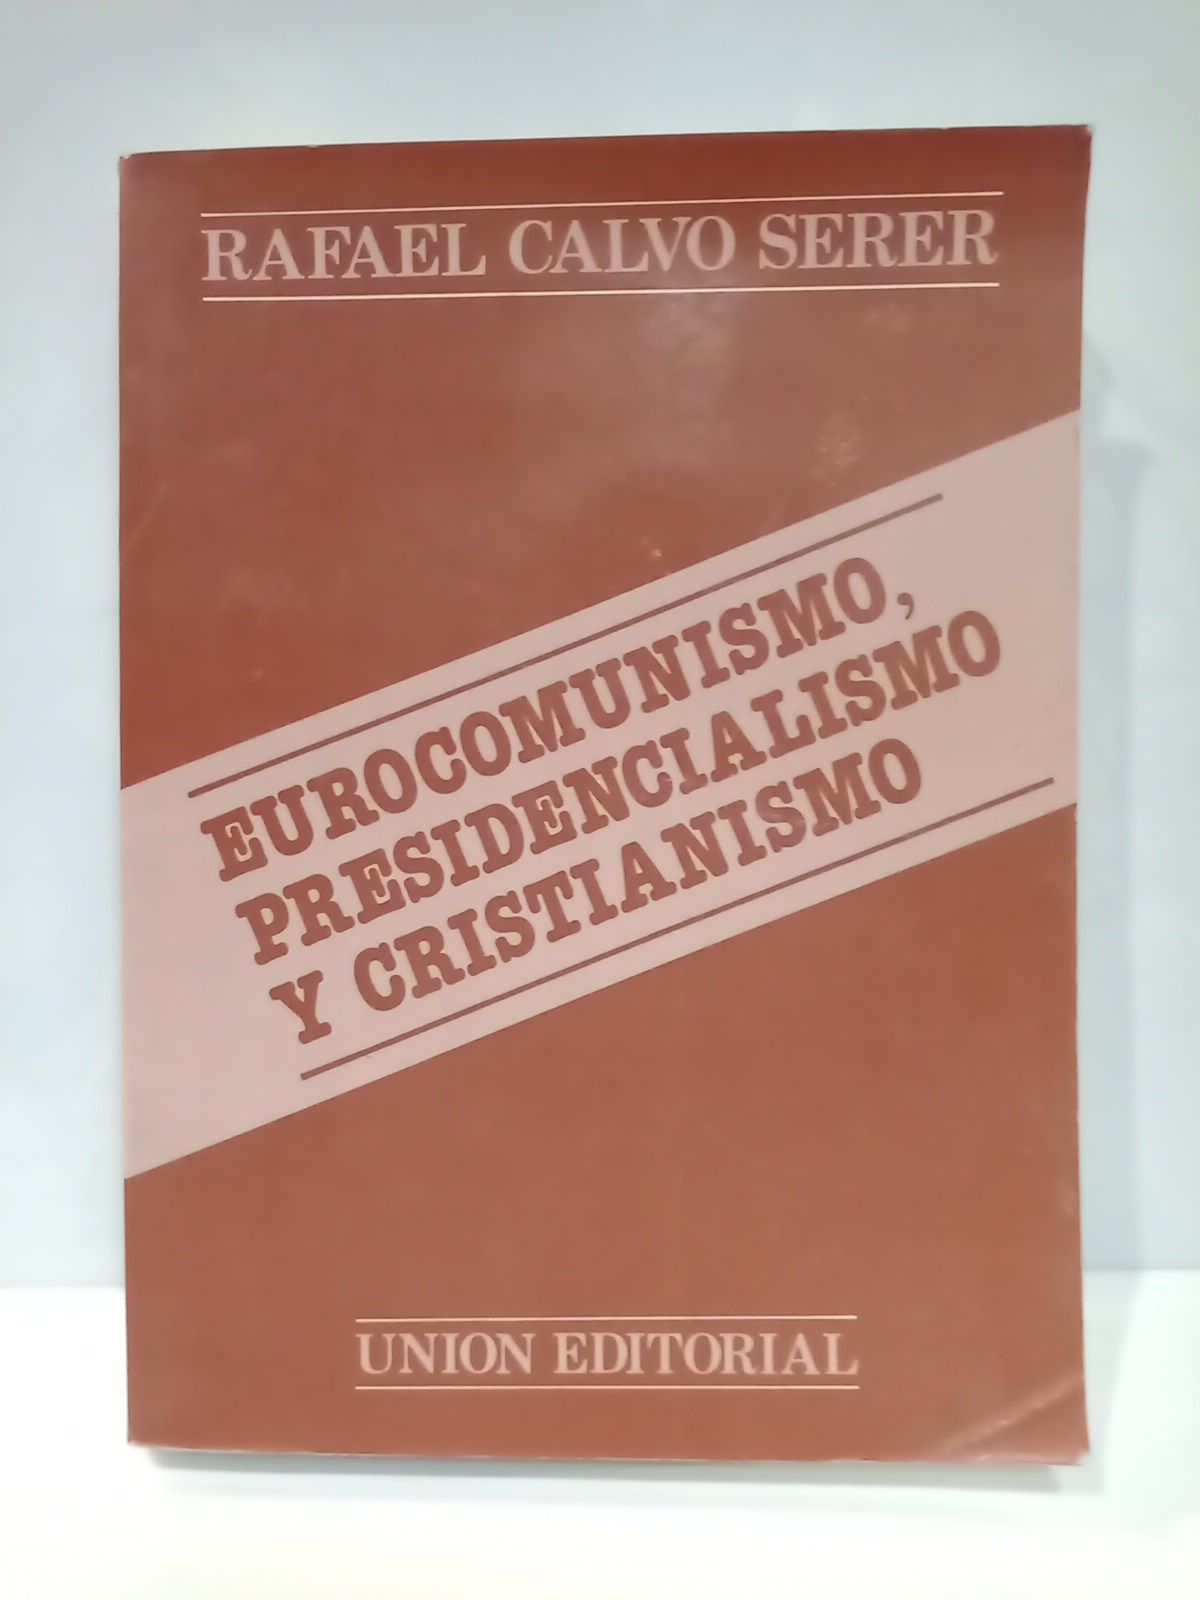 RAFAEL CALVO SERER
EUROCOMUNISMO,
PRESIDENCIALISMO
Y CRISTIANISMO
UNION EDITORIAL